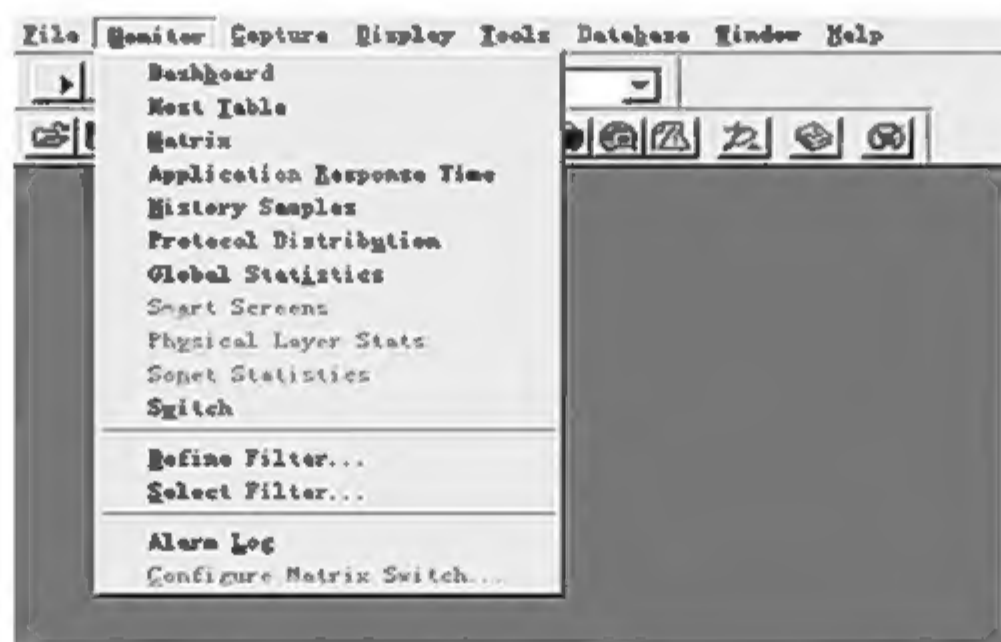 File Monitor Capture Display Tools Database Window Help
Dashboard
Host Table
Matrix
Application Response Time
History Samples
Protocol Distribution
Global Statistics
Smart Screens
Physical Layer Stats
Sonet Statistics
Switch
Define Filter...
Select Filter...
Alarm Log
Configure Matrix Switch...